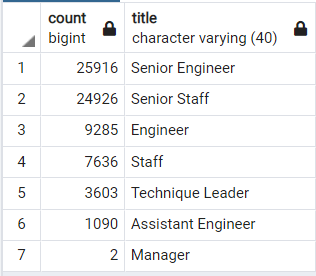 count title
bigint character varying (40)
1 25916 Senior Engineer
2 24926 Senior Staff
3 9285 Engineer
4 7636 Staff
5 3603 Technique Leader
6 1090 Assistant Engineer
7 2 Manager